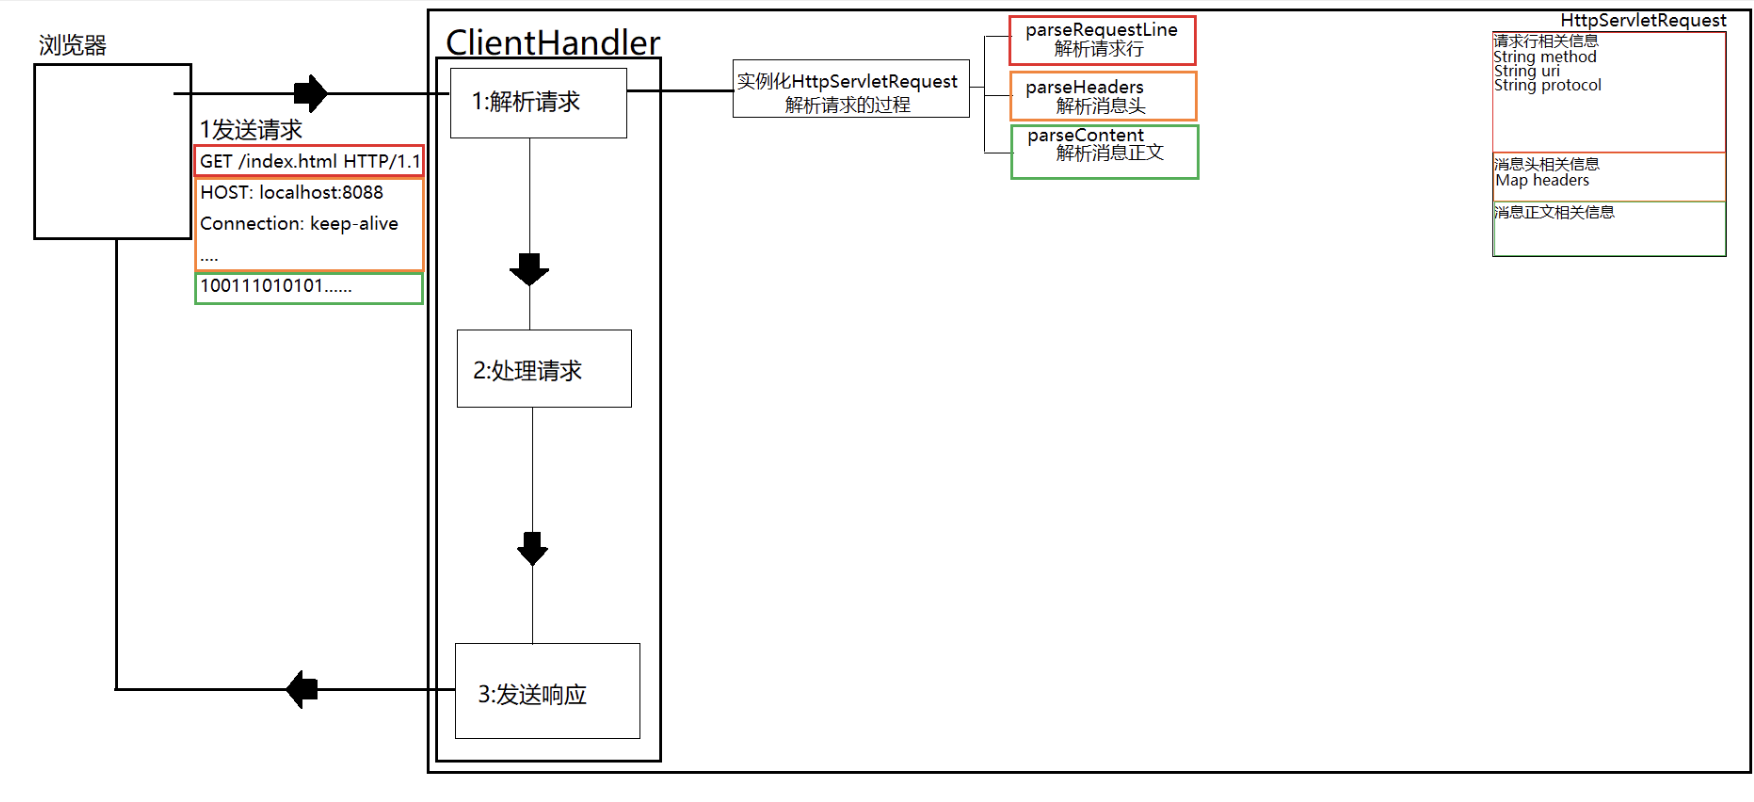 浏览器
1发送请求
GET /index.html HTTP/1.1
HOST: localhost:8088
Connection: keep-alive
....
100111010101......
ClientHandler
1:解析请求
2:处理请求
3:发送响应
实例化HttpServletRequest
解析请求的过程
parseRequestLine
解析请求行
parseHeaders
解析消息头
parseContent
解析消息正文
HttpServletRequest
请求行相关信息
String method
String uri
String protocol
消息头相关信息
Map headers
消息正文相关信息